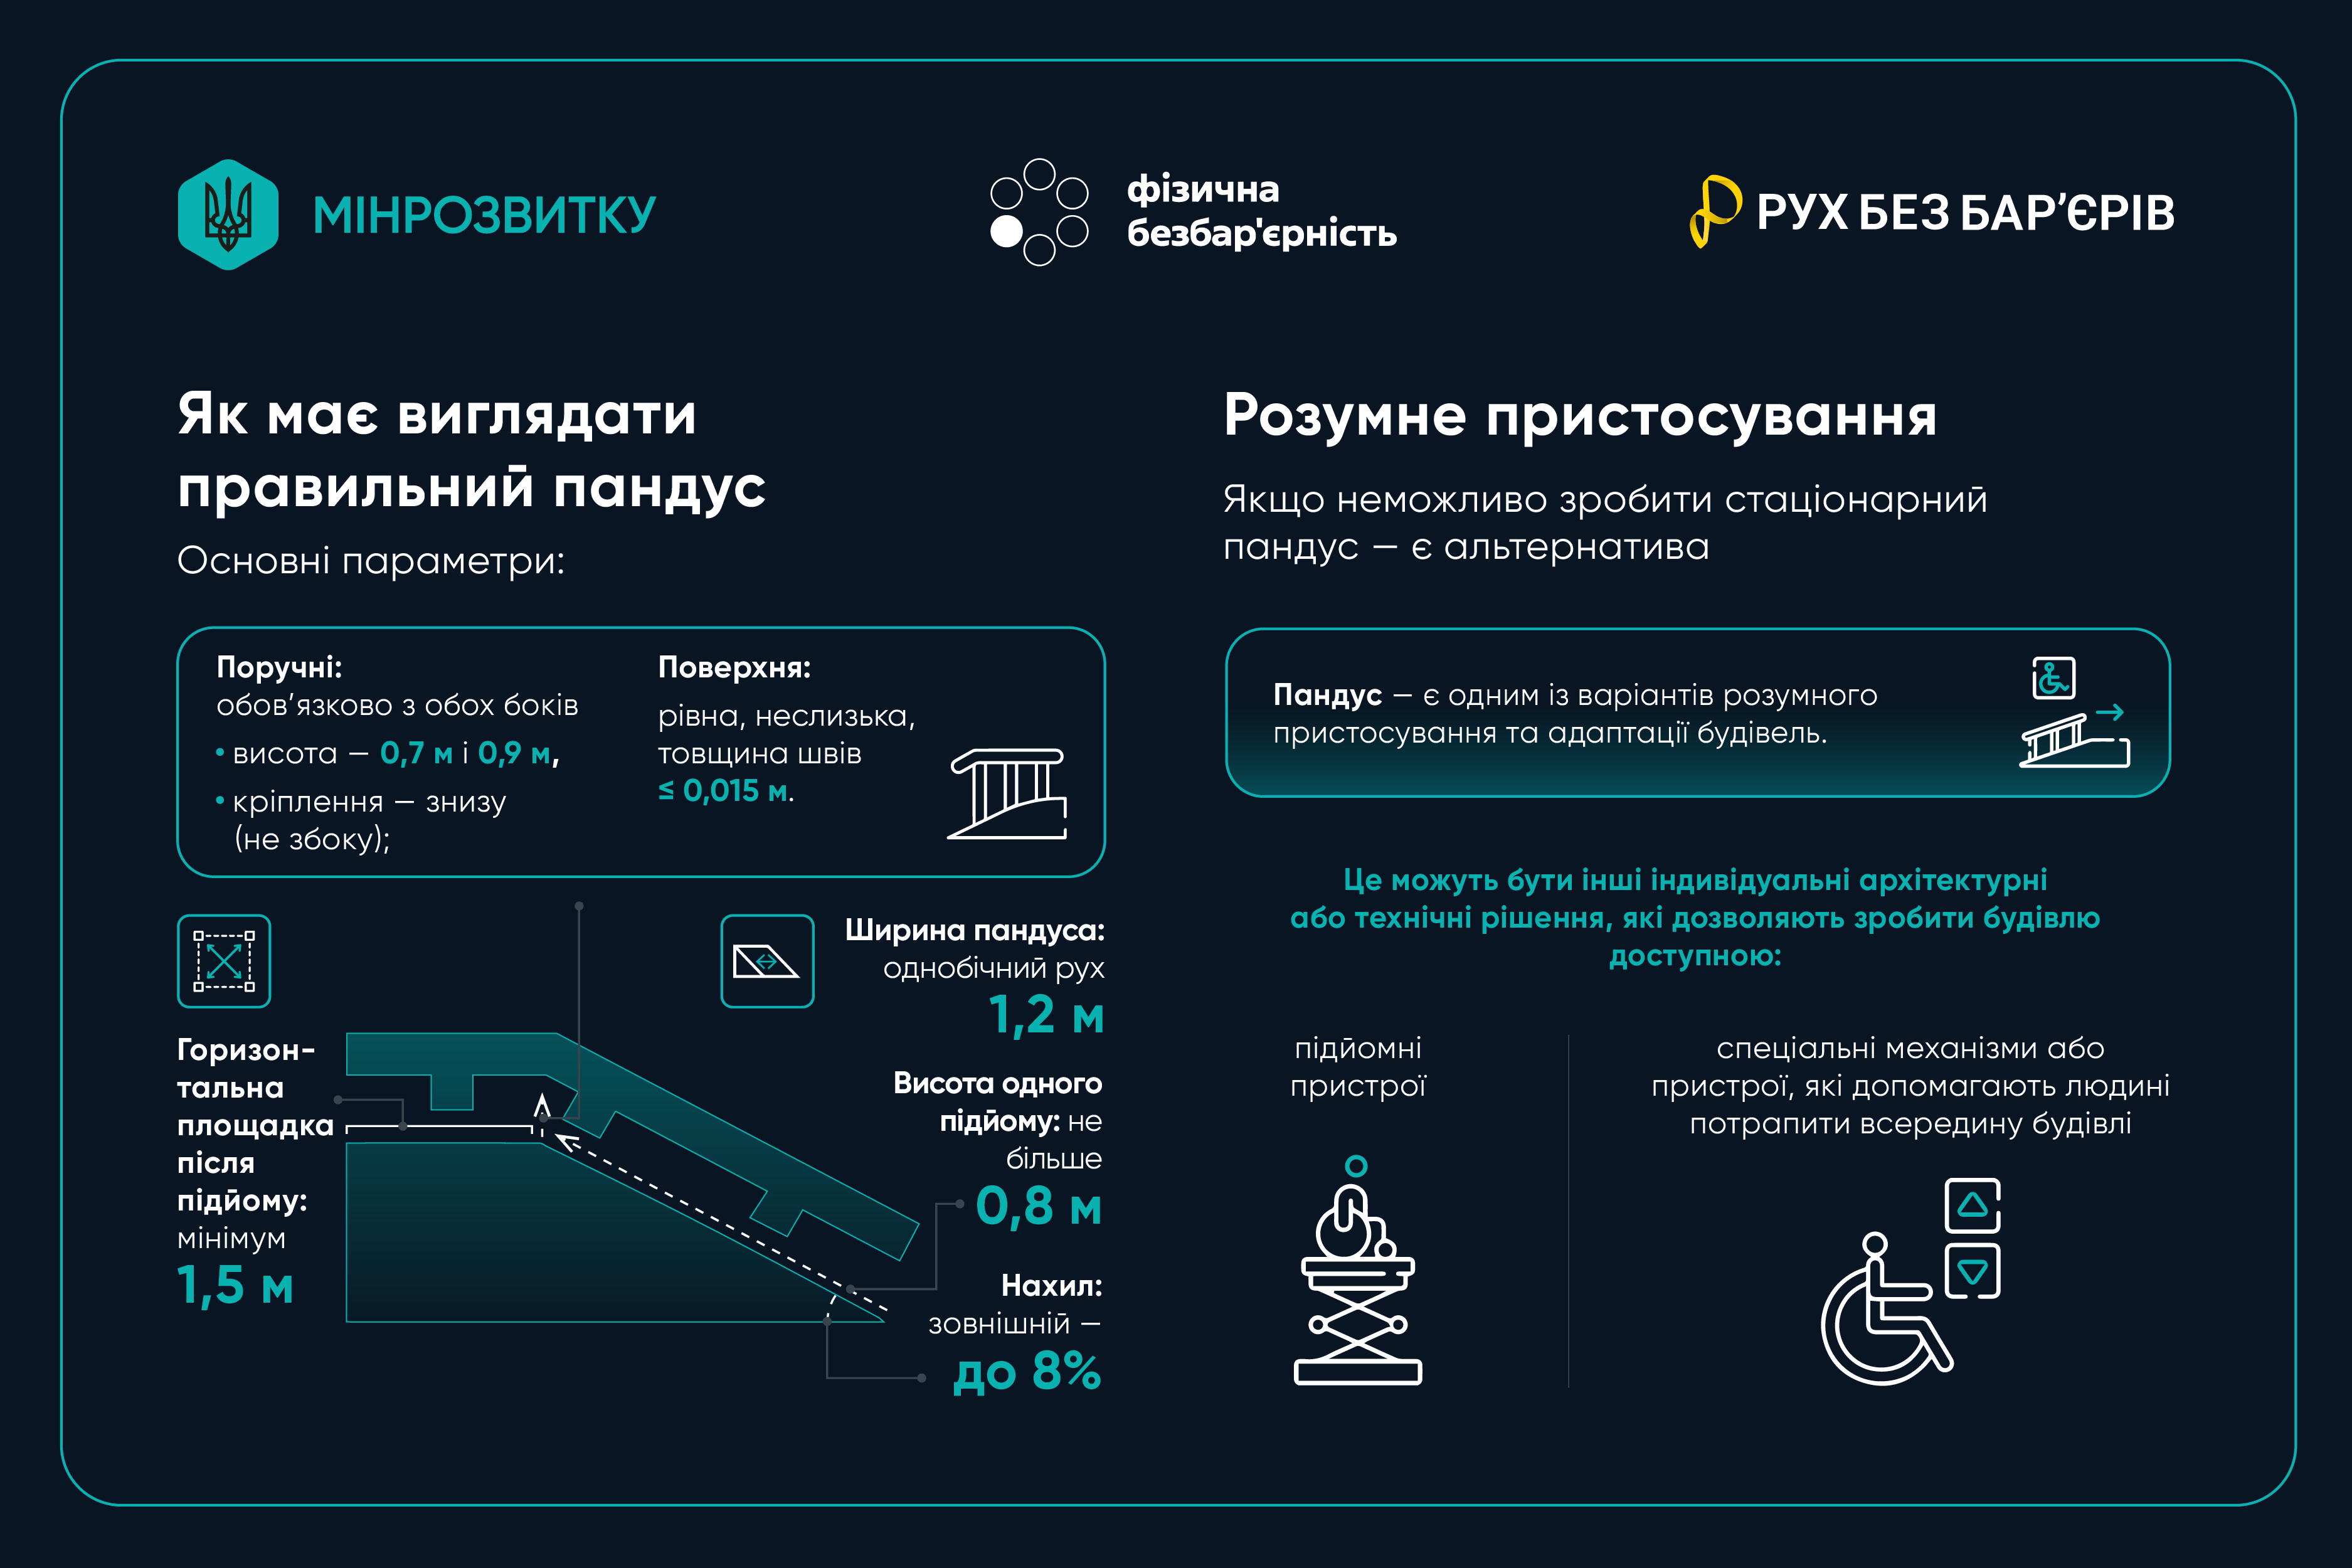 МІНРОЗВИТКУ
фізична
безбар'єрність
РУХ БЕЗ БАР’ЄРІВ
Як має виглядати
правильний пандус
Основні параметри:
Поручні:
обов’язково з обох боків
• висота — 0,7 м і 0,9 м,
• кріплення — знизу
(не збоку);
Поверхня:
рівна, неслизька,
товщина швів
≤ 0,015 м.
Горизон-
тальна
площадка
після
підйому:
мінімум
1,5 м
Ширина пандуса:
однобічний рух
1,2 м
Висота одного
підйому: не
більше
0,8 м
Нахил:
зовнішній —
до 8%
Розумне пристосування
Якщо неможливо зробити стаціонарний
пандус — є альтернатива
Пандус — є одним із варіантів розумного
пристосування та адаптації будівель.
Це можуть бути інші індивідуальні архітектурні
або технічні рішення, які дозволяють зробити будівлю
доступною:
підйомні
пристрої
спеціальні механізми або
пристрої, які допомагають людині
потрапити всередину будівлі